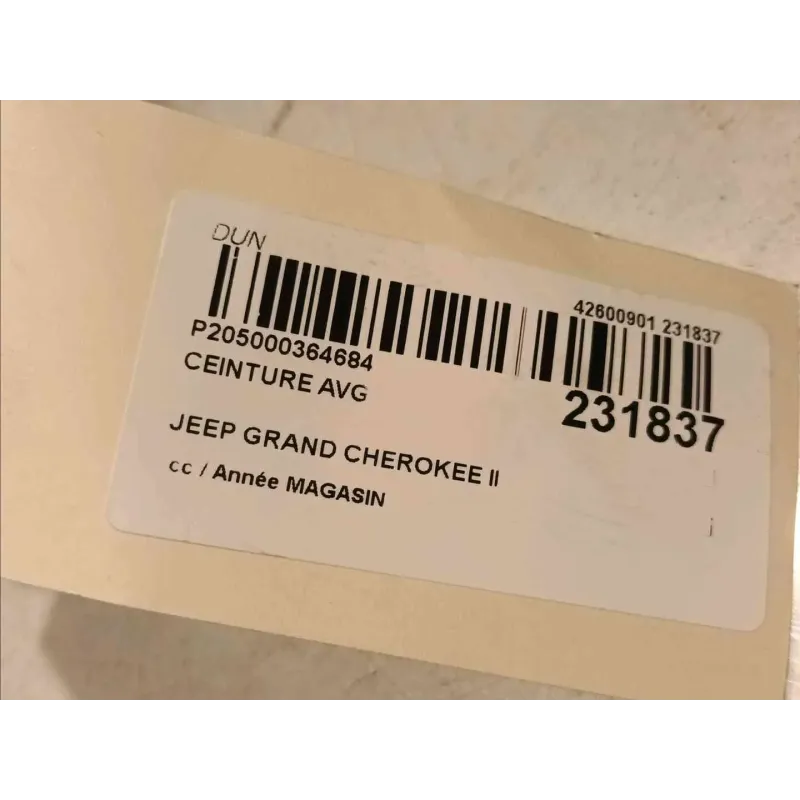 DUN
42600901 231837
P205000364684
CEINTURE AVG
231837
JEEP GRAND CHEROKEE II
cc / Année MAGASIN